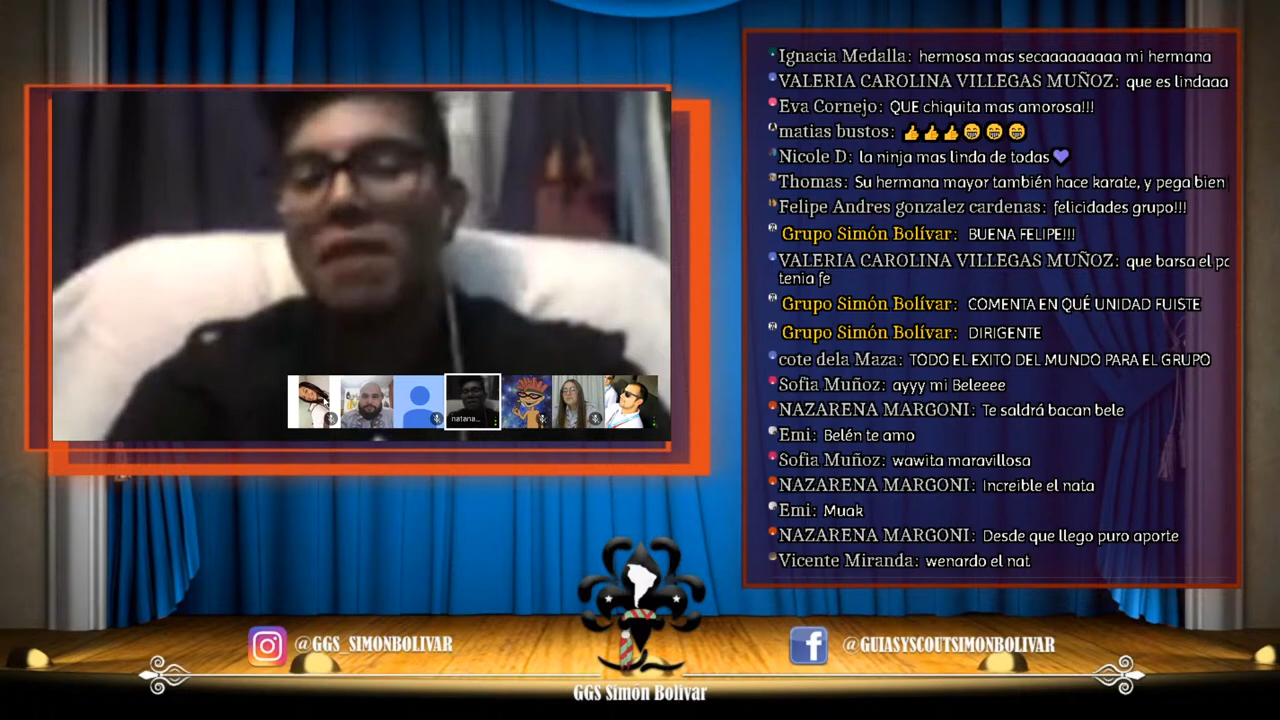 Ignacia Medalla: hermosa mas secaaaaaaaaa mi hermana
VALERIA CAROLINA VILLEGAS MUÑOZ: que es lindaaa
Eva Cornejo: QUE chiquita mas amorosa!!!
matias bustos: 👍👍👍😁😁😁
Nicole D: la ninja mas linda de todas💜
Thomas: Su hermana mayor también hace karate, y pega bien
Felipe Andres gonzalez cardenas: felicidades grupo!!!
Grupo Simón Bolívar: BUENA FELIPE!!!
VALERIA CAROLINA VILLEGAS MUÑOZ: que barsa el
tenia fe
Grupo Simón Bolívar: COMENTA EN QUÉ UNIDAD FUISTE
Grupo Simón Bolívar: DIRIGENTE
cote dela Maza: TODO EL EXITO DEL MUNDO PARA EL GRUPO
Sofia Muñoz: ayyy mi Beleeee
NAZARENA MARGONI: Te saldrá bacan bele
Emi: Belén te amo
Sofia Muñoz: wawita maravillosa
NAZARENA MARGONI: Increible el nata
Emi: Muak
NAZARENA MARGONI: Desde que llego puro aporte
Vicente Miranda: wenardo el nat
natana...
@GGS_SIMONBOLIVAR
@GUIASYSCOUTSIMONBOLIVAR
GGS Simon Bolivar